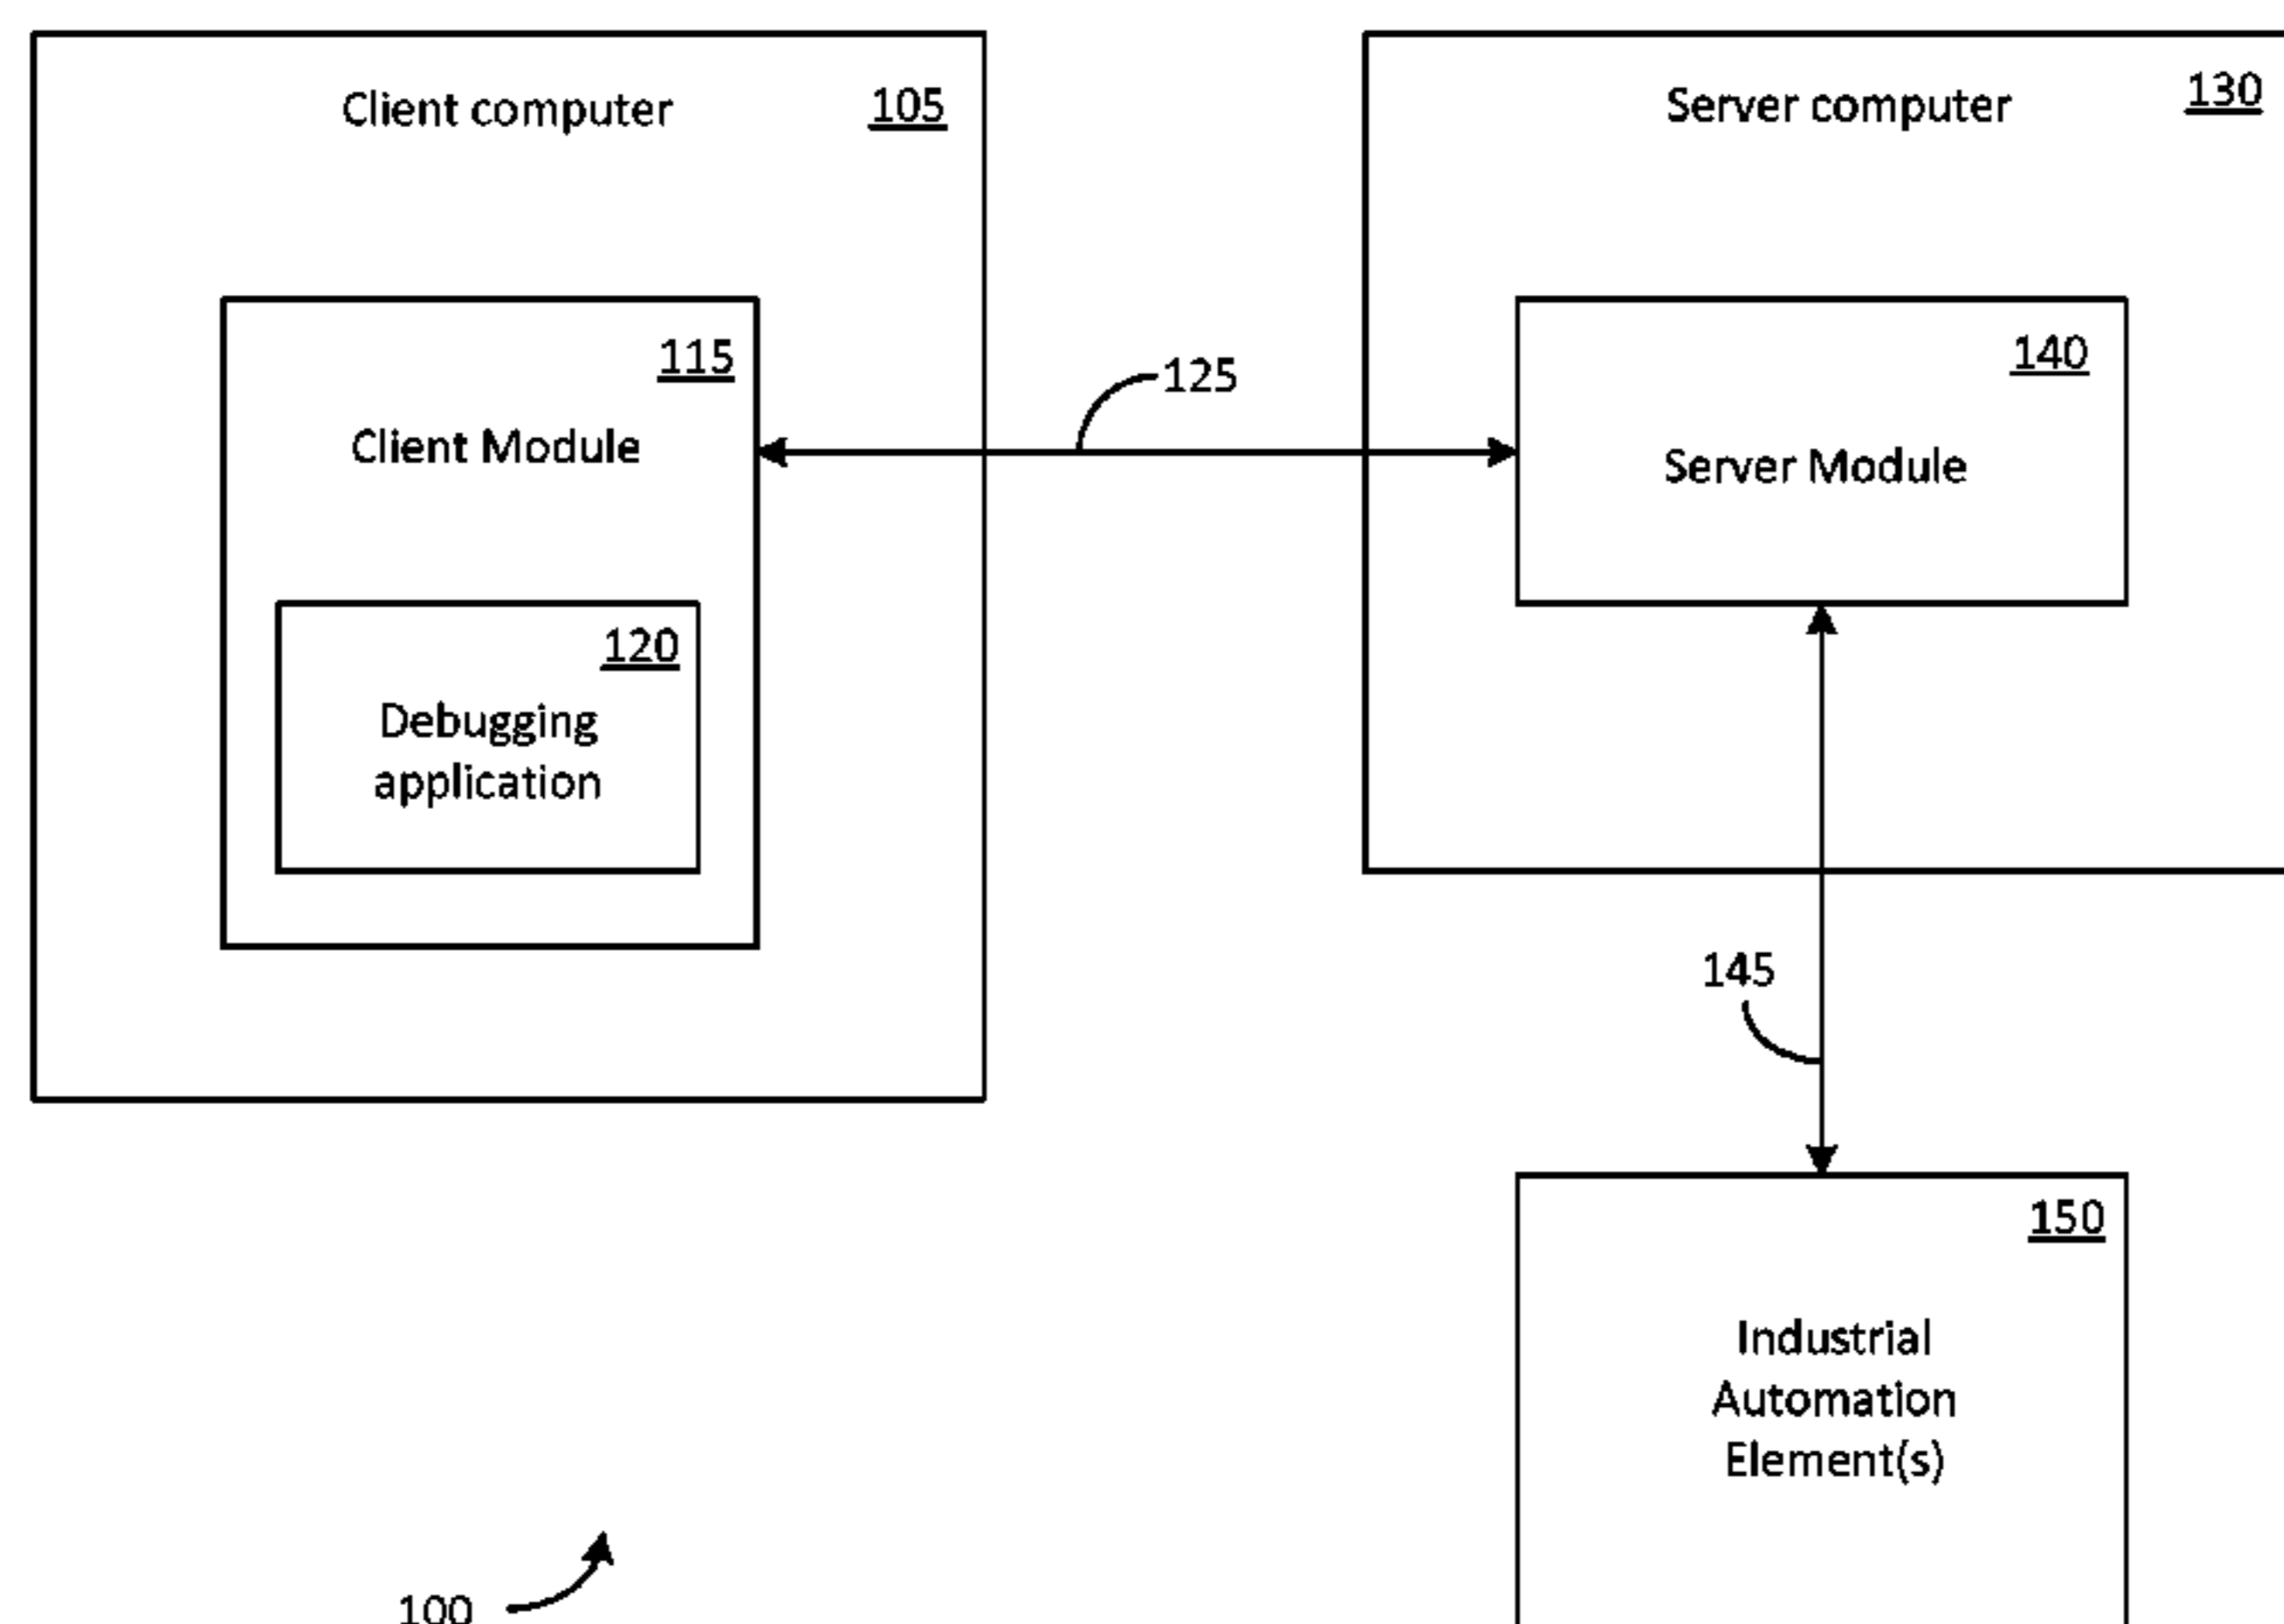 Client computer 105
115
Client Module
120
Debugging
application
125
Server computer 130
140
Server Module
145
150
Industrial
Automation
Element(s)
100